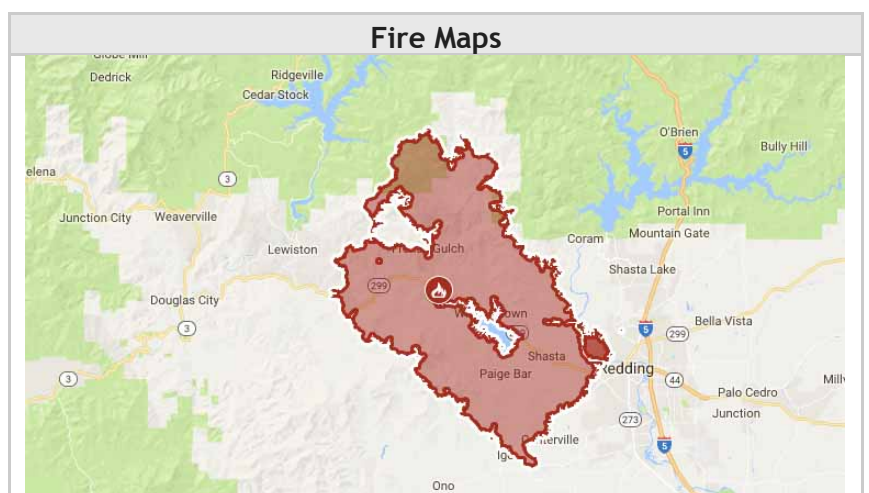 Fire Maps
Globe Mill
Dedrick
Ridgeville
Cedar Stock
O'Brien
5
Bully Hill
elena
3
Junction City
Weaverville
Portal Inn
Coram
Mountain Gate
Lewiston
Gulch
Shasta Lake
299
Douglas City
3
5
299
Bella Vista
Shasta
Redding
3
Paige Bar
44
Palo Cedro
Mill
273
Junction
5
Ono